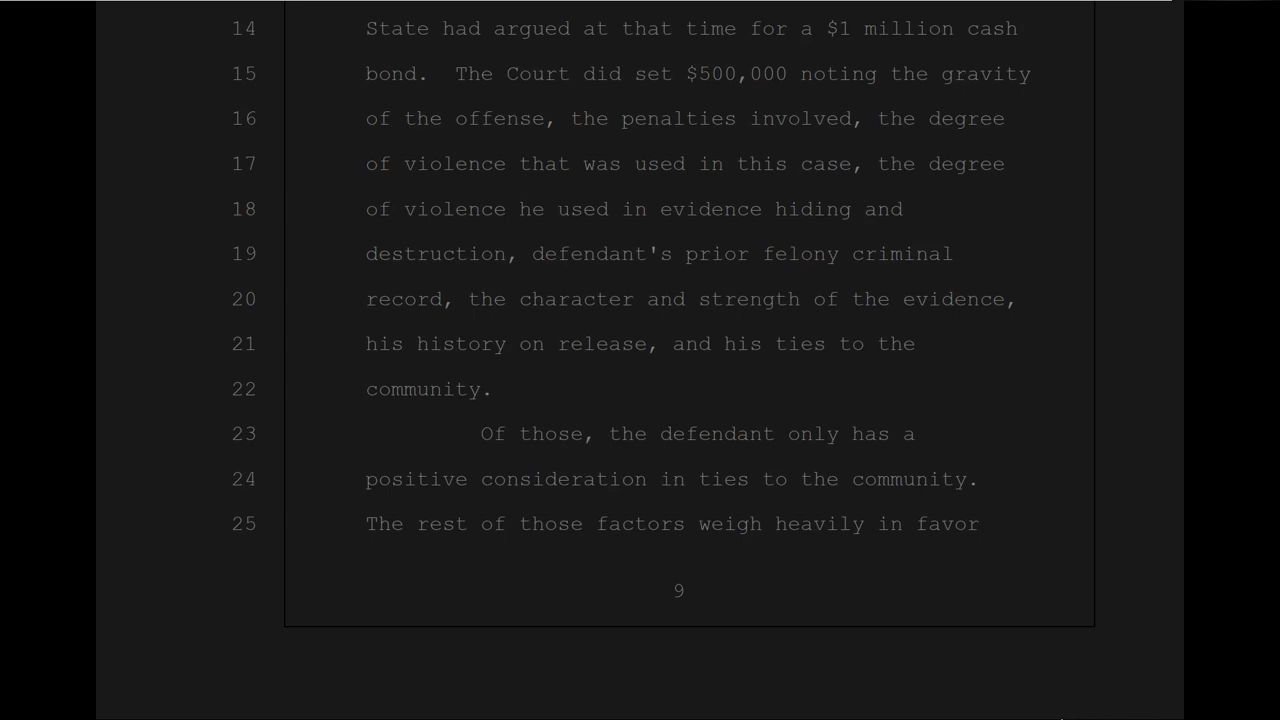 14 State had argued at that time for a $1 million cash
15 bond. The Court did set $500,000 noting the gravity
16 of the offense, the penalties involved, the degree
17 of violence that was used in this case, the degree
18 of violence he used in evidence hiding and
19 destruction, defendant's prior felony criminal
20 record, the character and strength of the evidence,
21 his history on release, and his ties to the
22 community.
23 Of those, the defendant only has a
24 positive consideration in ties to the community.
25 The rest of those factors weigh heavily in favor
9